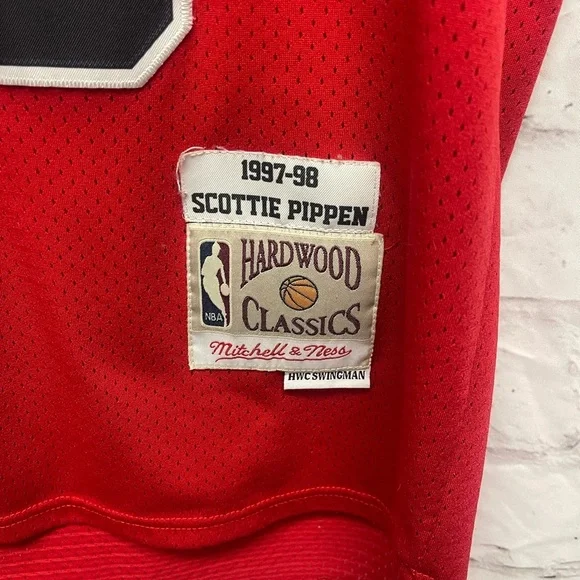 1997-98
SCOTTIE PIPPEN
HARDWOOD
NBA
CLASSICS
Mitchell & Ness
HWC SWINGMAN